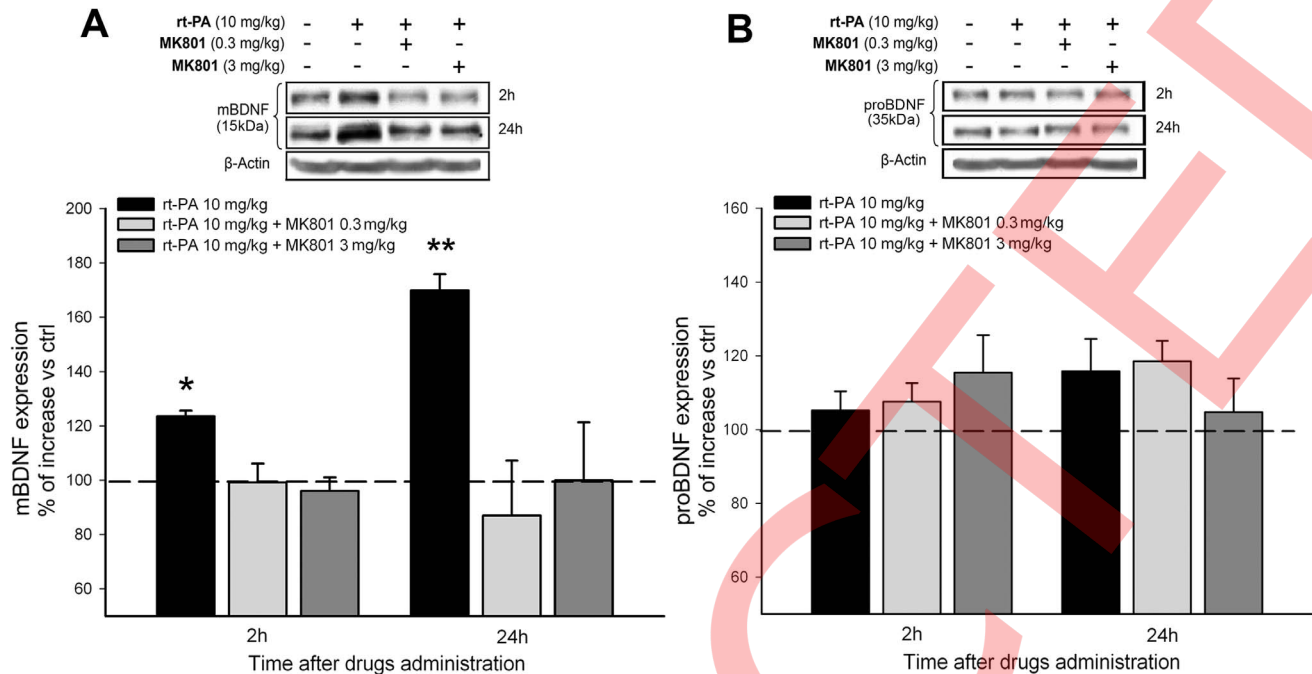 A
rt-PA (10 mg/kg) - + + +
MK801 (0.3 mg/kg) - - + -
MK801 (3 mg/kg) - - - +
mBDNF
(15kDa)
2h
24h
β-Actin
rt-PA 10 mg/kg
rt-PA 10 mg/kg + MK801 0.3 mg/kg
rt-PA 10 mg/kg + MK801 3 mg/kg
mBDNF expression
% of increase vs ctrl
200
180
160
140
120
100
80
60
*
**
2h
24h
Time after drugs administration
B
rt-PA (10 mg/kg) - + + +
MK801 (0.3 mg/kg) - - + -
MK801 (3 mg/kg) - - - +
proBDNF
(35kDa)
2h
24h
β-Actin
rt-PA 10 mg/kg
rt-PA 10 mg/kg + MK801 0.3 mg/kg
rt-PA 10 mg/kg + MK801 3 mg/kg
proBDNF expression
% of increase vs ctrl
160
140
120
100
80
60
2h
24h
Time after drugs administration
CTE